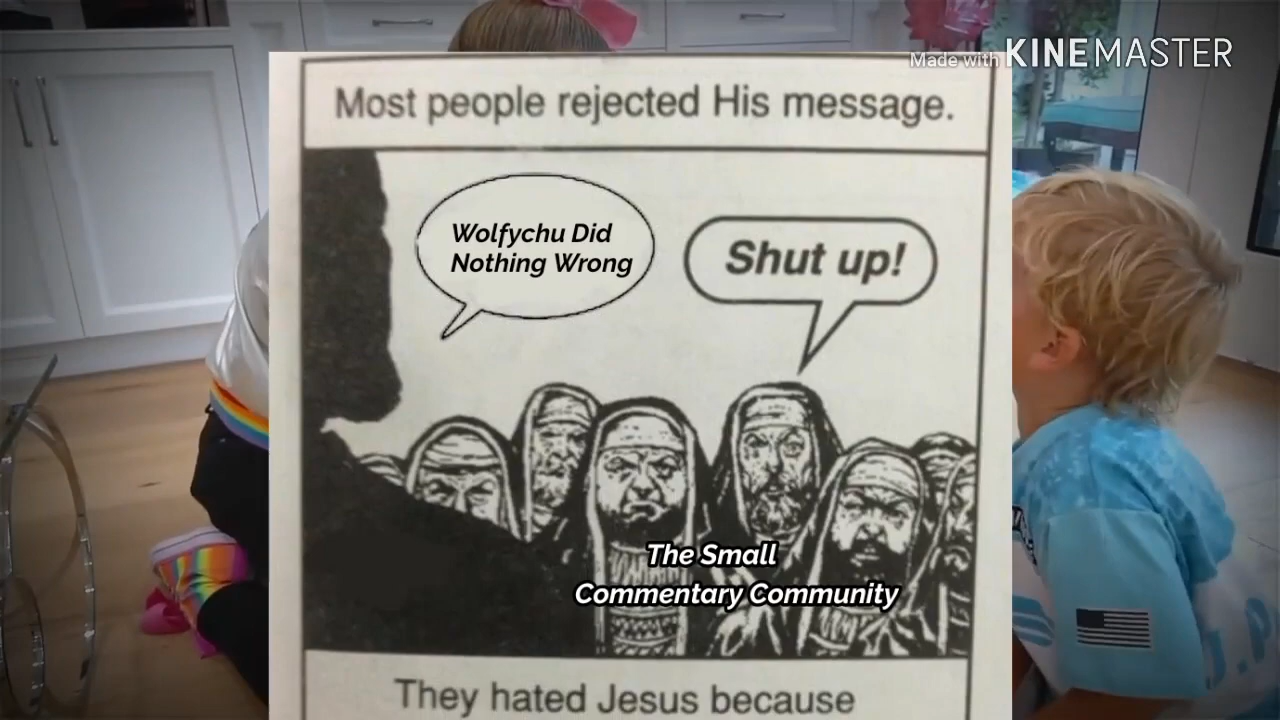 Made with KINEMASTER
Most people rejected His message.
Wolfychu Did
Nothing Wrong
Shut up!
The Small
Commentary Community
They hated Jesus because